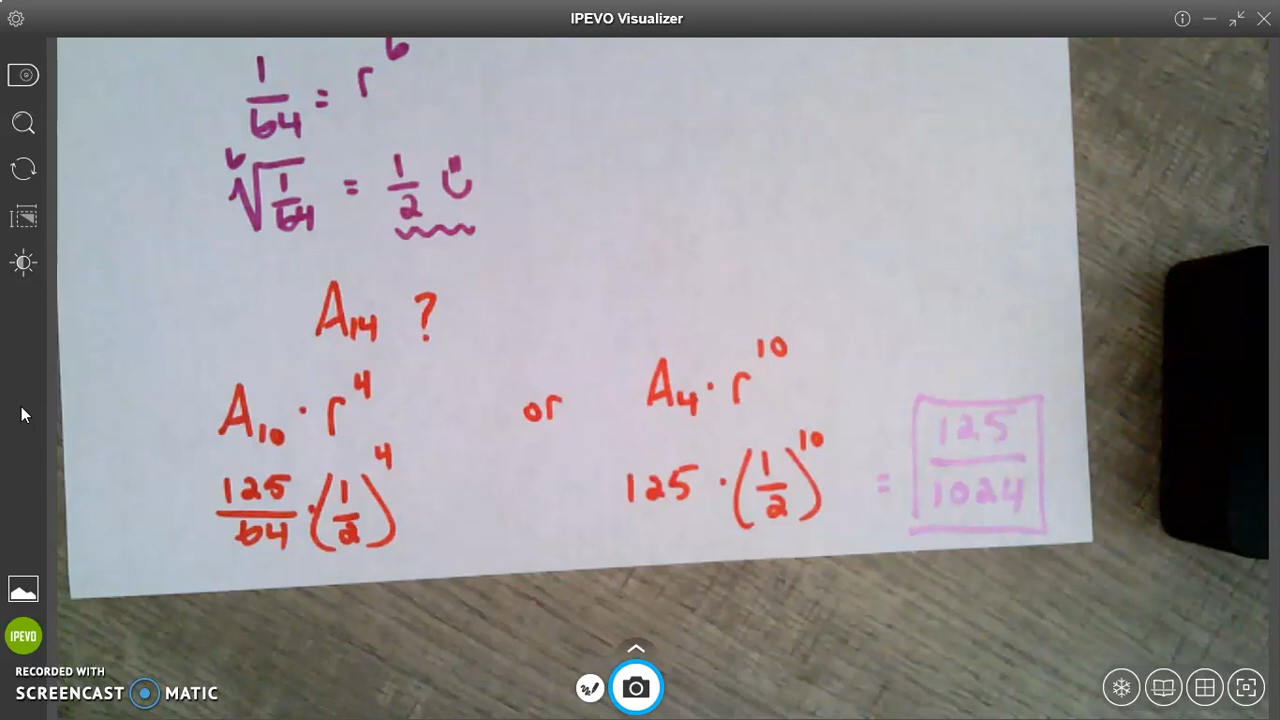 IPEVO Visualizer
1/64 = r^6
⁶√(1/64) = 1/2
A₁₄ ?
A₁₀ · r^4 or A₄ · r^10
125/64 · (1/2)^4 125 · (1/2)^10 = 125/1024
IPEVO
RECORDED WITH
SCREENCAST MATIC